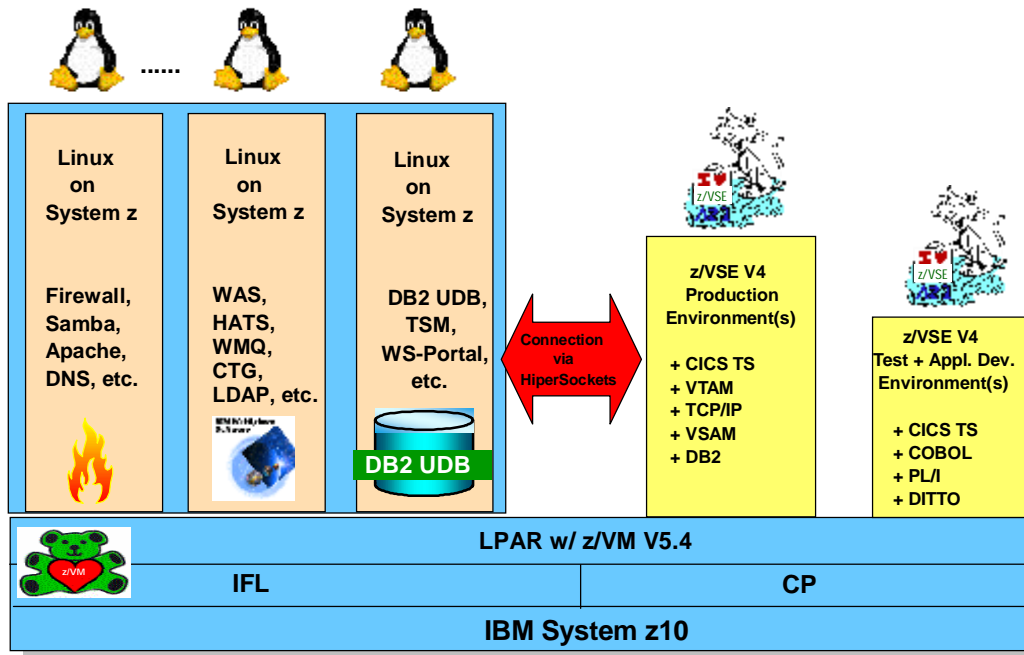 ......
Linux
on
System z
Firewall,
Samba,
Apache,
DNS, etc.
Linux
on
System z
WAS,
HATS,
WMQ,
CTG,
LDAP, etc.
Linux
on
System z
DB2 UDB,
TSM,
WS-Portal,
etc.
DB2 UDB
Connection
via
HiperSockets
I ♥
z/VSE
z/VSE V4
Production
Environment(s)
+ CICS TS
+ VTAM
+ TCP/IP
+ VSAM
+ DB2
I ♥
z/VSE
z/VSE V4
Test + Appl. Dev.
Environment(s)
+ CICS TS
+ COBOL
+ PL/I
+ DITTO
z/VM
LPAR w/ z/VM V5.4
IFL
CP
IBM System z10